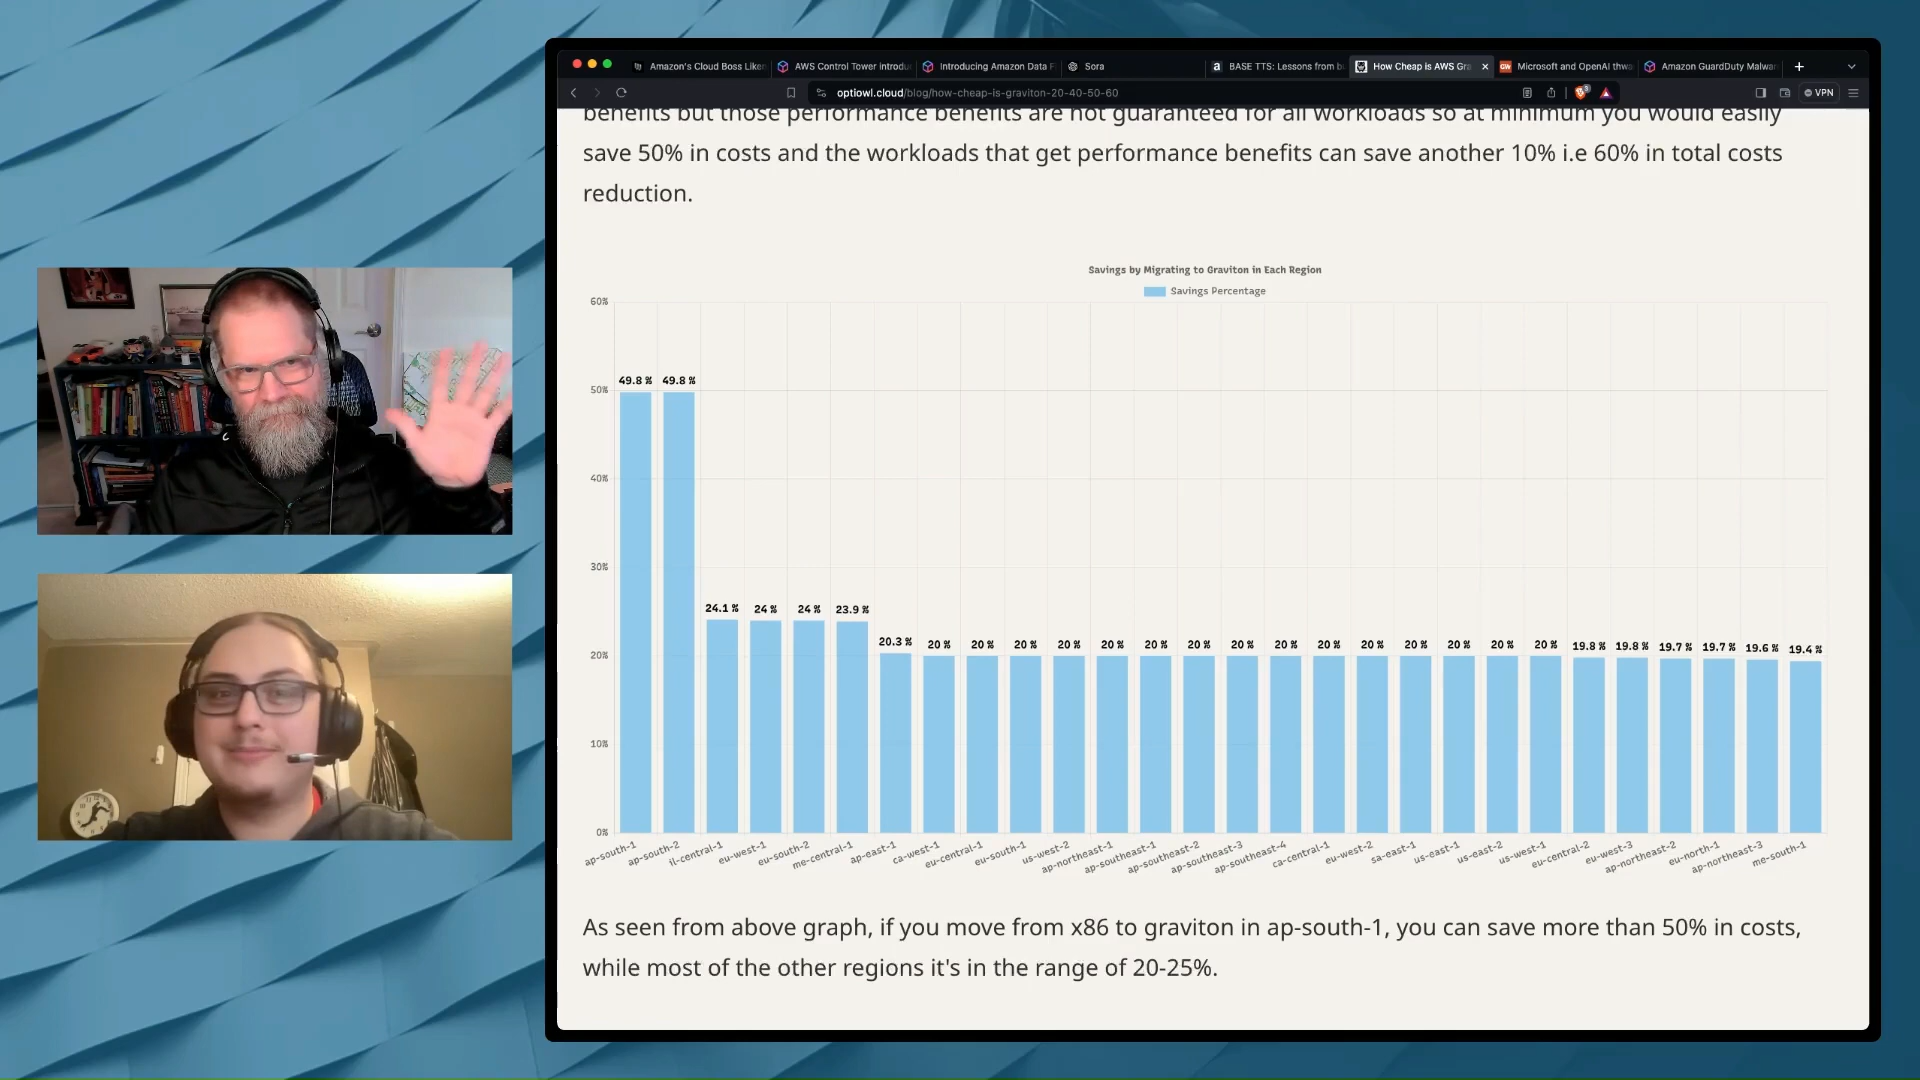 Amazon's Cloud Boss Like
AWS Control Tower introdu
Introducing Amazon Data F
Sora
BASE TTS: Lessons from b
How Cheap is AWS Gra
Microsoft and OpenAI thwa
Amazon GuardDuty Malwar
optiowl.cloud/blog/how-cheap-is-graviton-20-40-50-60
VPN
benefits but those performance benefits are not guaranteed for all workloads so at minimum you would easily
save 50% in costs and the workloads that get performance benefits can save another 10% i.e 60% in total costs
reduction.
Savings by Migrating to Graviton in Each Region
Savings Percentage
60%
50%
40%
30%
20%
10%
0%
49.8 % 49.8 % 24.1 % 24 % 24 % 23.9 % 20.3 % 20 % 20 % 20 % 20 % 20 % 20 % 20 % 20 % 20 % 20 % 20 % 20 % 20 % 20 % 20 % 19.8 % 19.8 % 19.7 % 19.7 % 19.6 % 19.4 %
ap-south-1 ap-south-2 il-central-1 eu-west-1 eu-south-2 me-central-1 ap-east-1 ca-west-1 eu-central-1 eu-south-1 us-west-2 ap-northeast-1 ap-southeast-1 ap-southeast-2 ap-southeast-3 ap-southeast-4 ca-central-1 eu-west-2 sa-east-1 us-east-1 us-east-2 us-west-1 eu-central-2 eu-west-3 ap-northeast-2 eu-north-1 ap-northeast-3 me-south-1
As seen from above graph, if you move from x86 to graviton in ap-south-1, you can save more than 50% in costs,
while most of the other regions it's in the range of 20-25%.